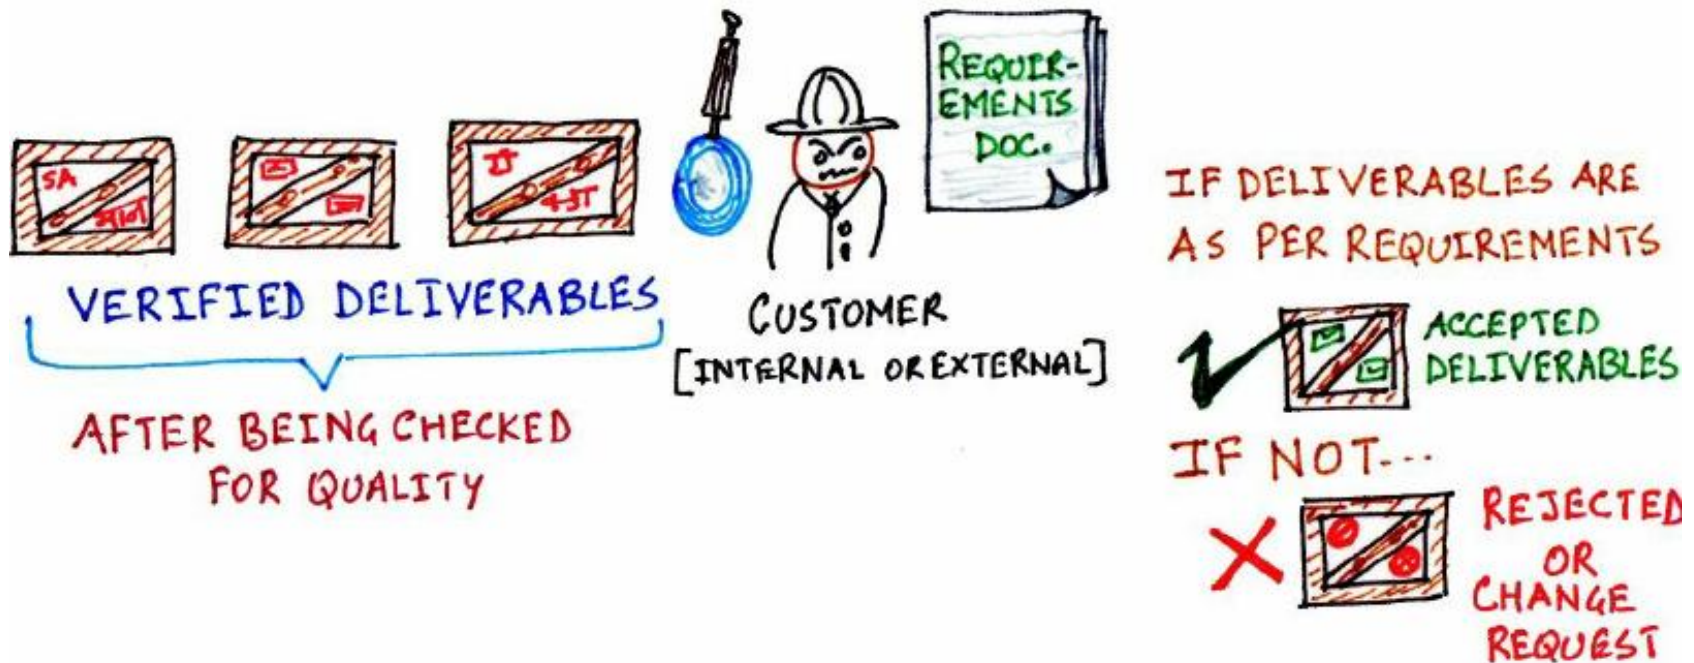 SA
VERIFIED DELIVERABLES
AFTER BEING CHECKED
FOR QUALITY
CUSTOMER
[INTERNAL OR EXTERNAL]
REQUIR-
EMENTS
DOC.
IF DELIVERABLES ARE
AS PER REQUIREMENTS
ACCEPTED
DELIVERABLES
IF NOT...
REJECTED
OR
CHANGE
REQUEST